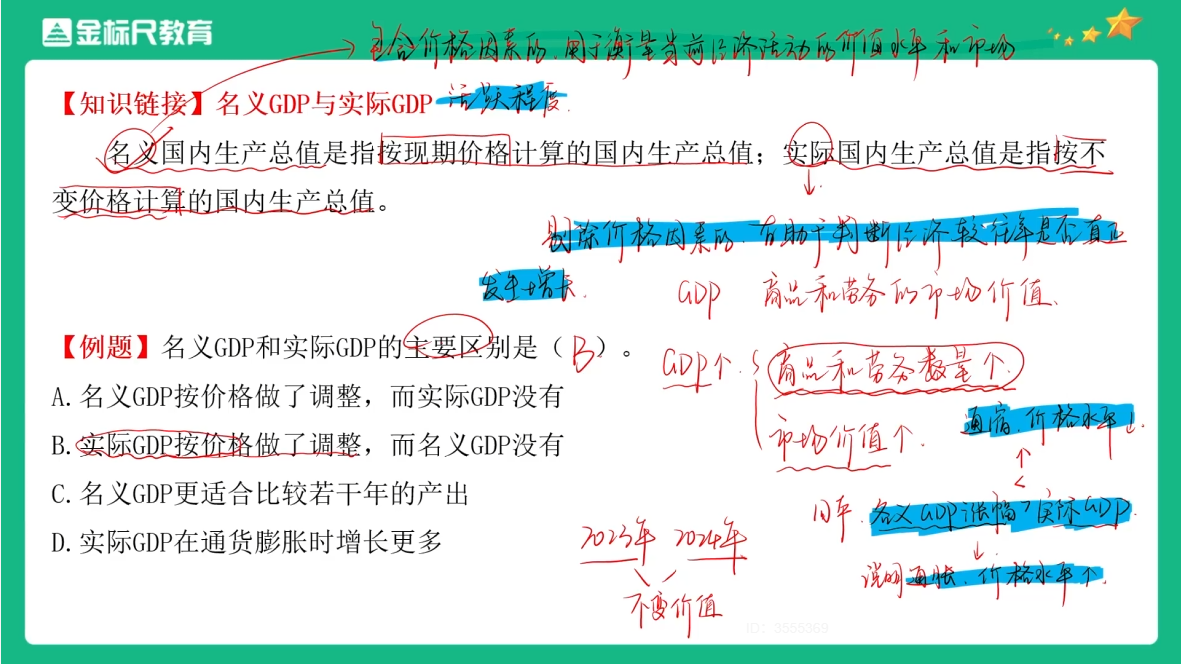 金标尺教育
包含价格因素的,用于衡量当前经济活动的价值水平和市场
【知识链接】名义GDP与实际GDP
活跃程度.
名义国内生产总值是指按现期价格计算的国内生产总值；实际国内生产总值是指按不
变价格计算的国内生产总值。
剔除价格因素的,有助于判断经济较往年是否真正
发生增长.
GDP 商品和劳务的市场价值.
【例题】名义GDP和实际GDP的主要区别是（B）。
GDP↑.
商品和劳务数量↑.
A.名义GDP按价格做了调整，而实际GDP没有
通缩.价格水平↓.
B.实际GDP按价格做了调整，而名义GDP没有
市场价值↑.
<
C.名义GDP更适合比较若干年的产出
同年.名义GDP涨幅>实际GDP.
D.实际GDP在通货膨胀时增长更多
2023年 2024年
说明通胀.价格水平↑.
不变价值
ID：3555369